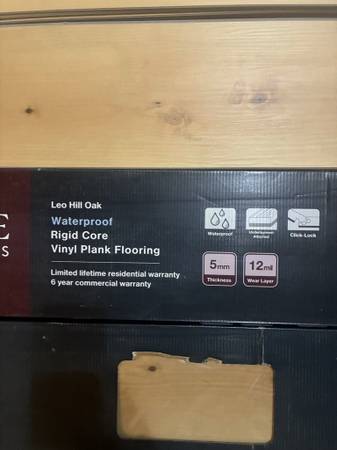 E
S
Leo Hill Oak
Waterproof
Rigid Core
Vinyl Plank Flooring
Limited lifetime residential warranty
6 year commercial warranty
Waterproof
Underlayment
Attached
Click-Lock
5mm
Thickness
12mil
Wear Layer